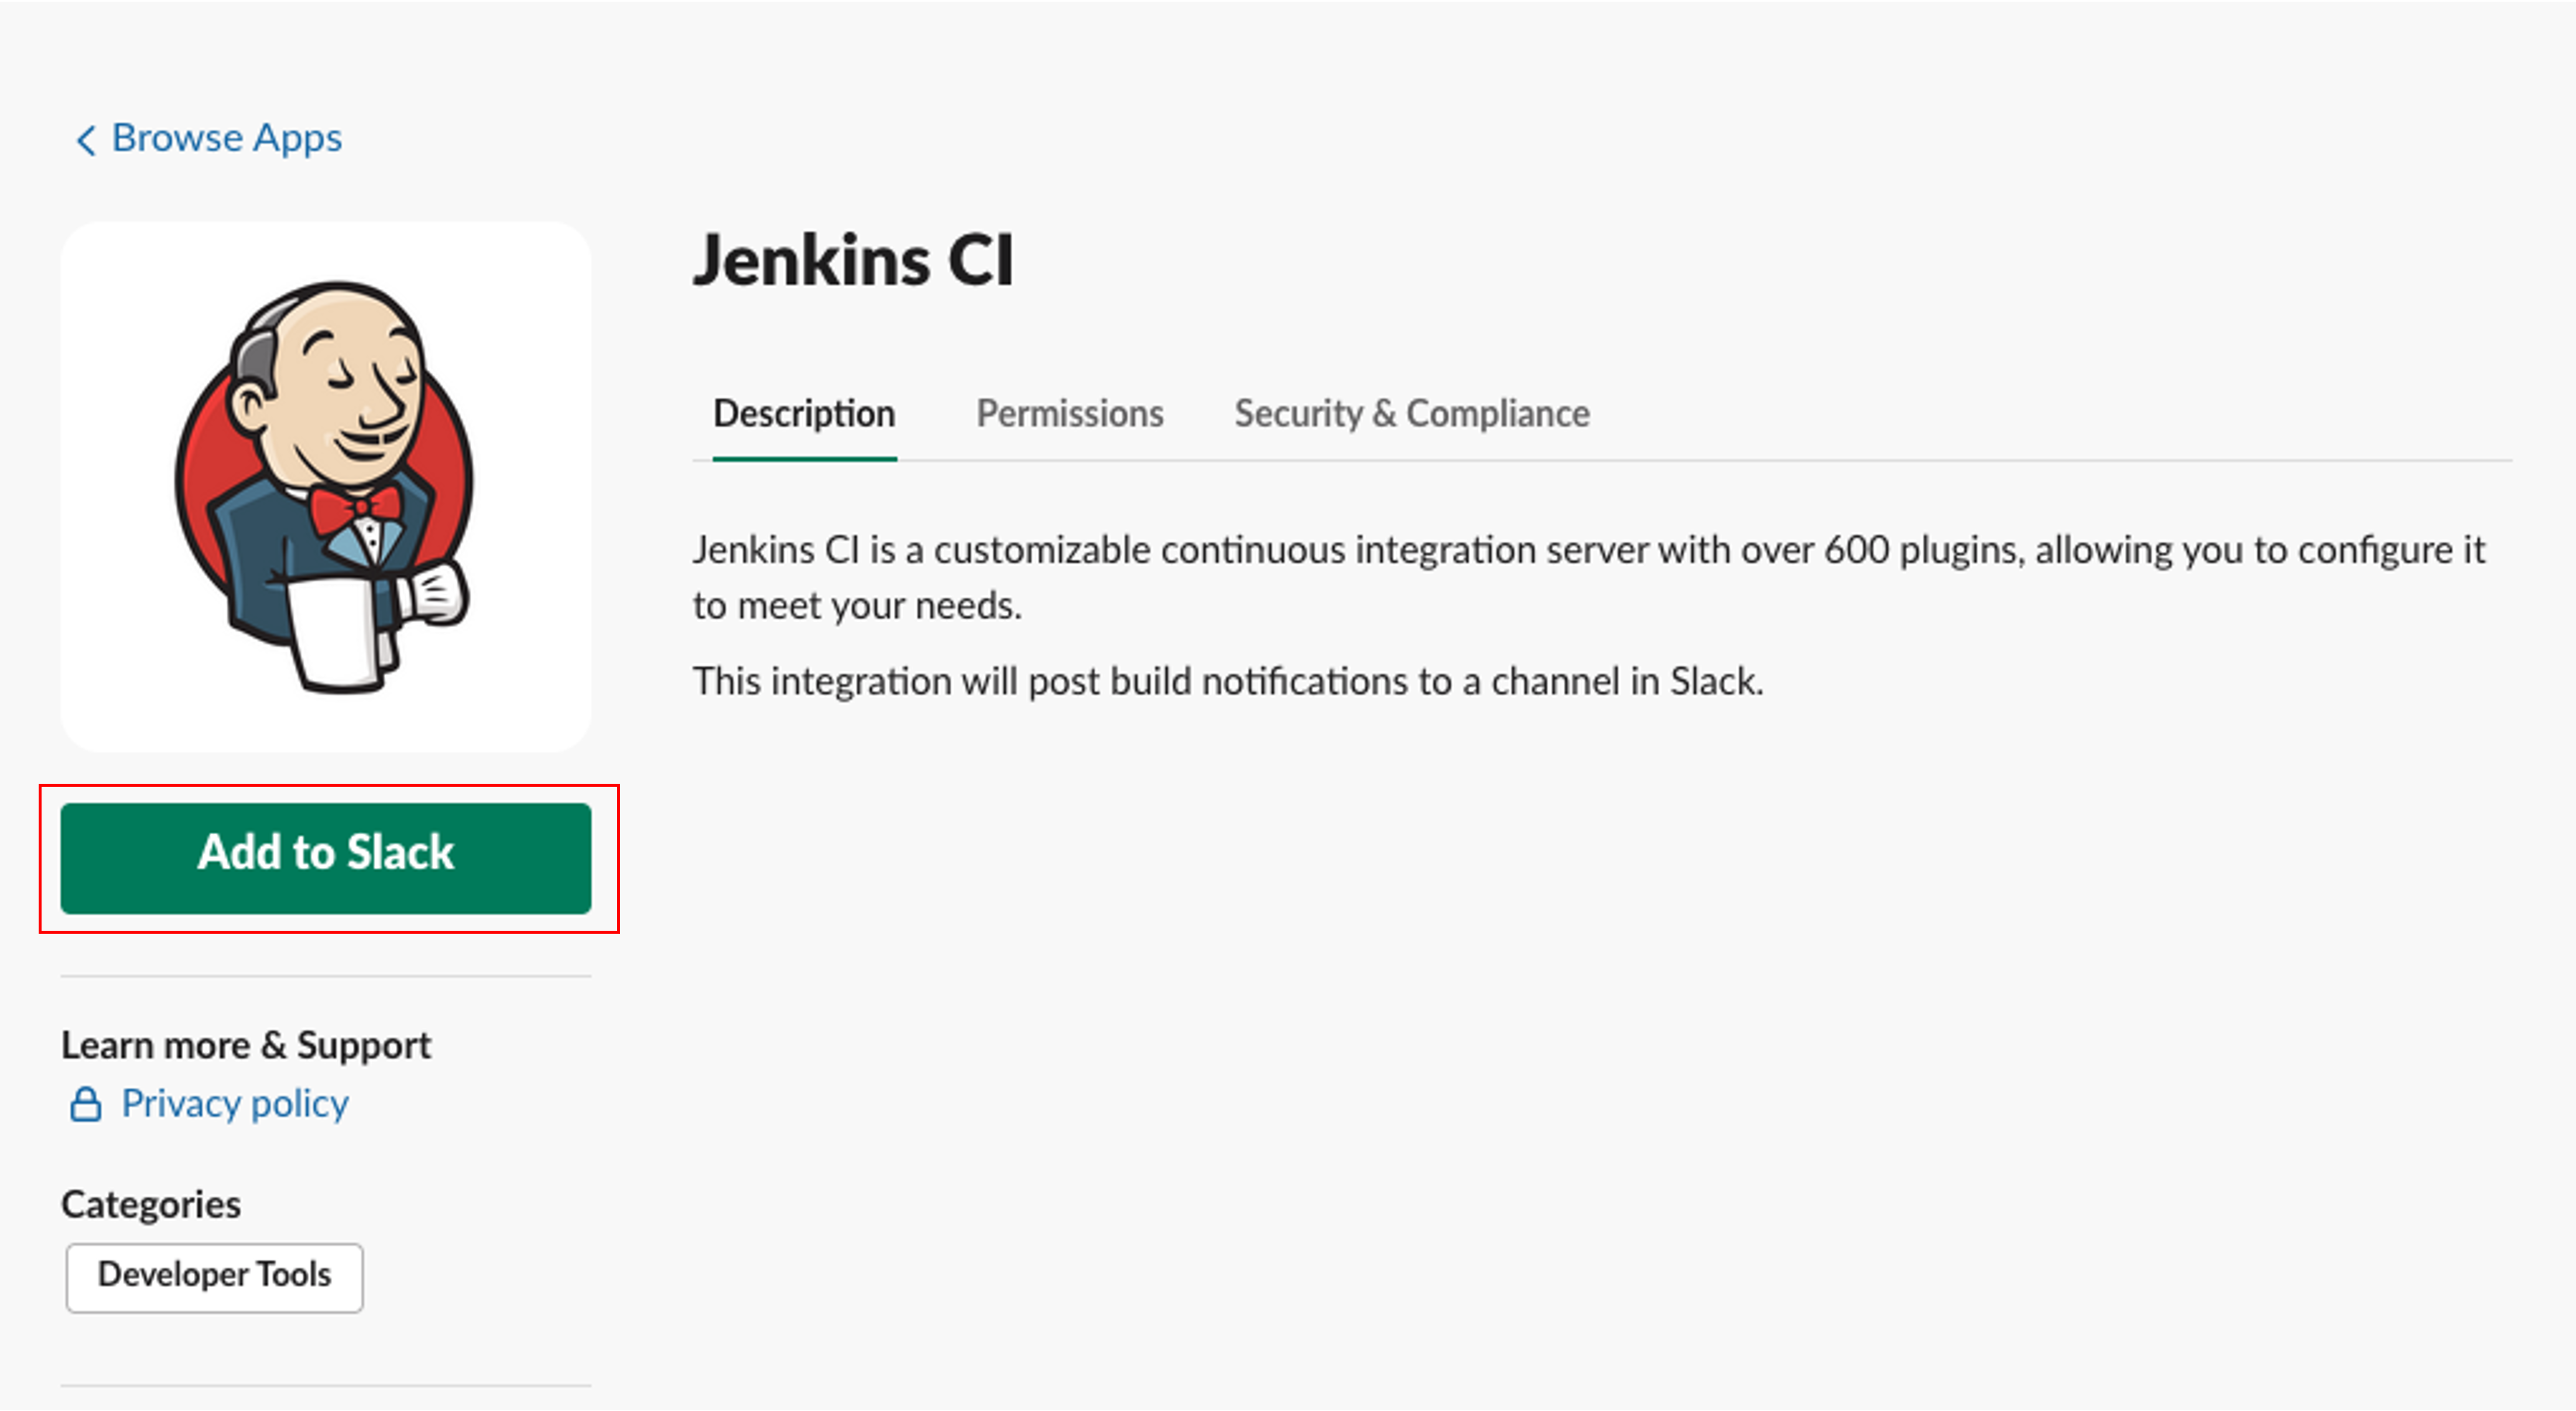 Browse Apps
Jenkins CI
Description
Permissions
Security & Compliance
Jenkins CI is a customizable continuous integration server with over 600 plugins, allowing you to configure it
to meet your needs.
This integration will post build notifications to a channel in Slack.
Add to Slack
Learn more & Support
Privacy policy
Categories
Developer Tools